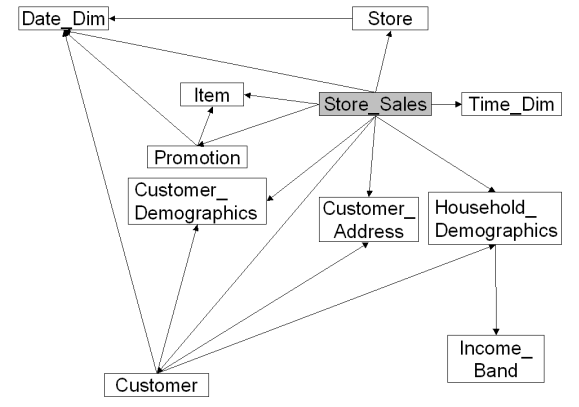 Date_Dim
Store
Item
Store_Sales
Time_Dim
Promotion
Customer_
Demographics
Customer_
Address
Household_
Demographics
Income_
Band
Customer